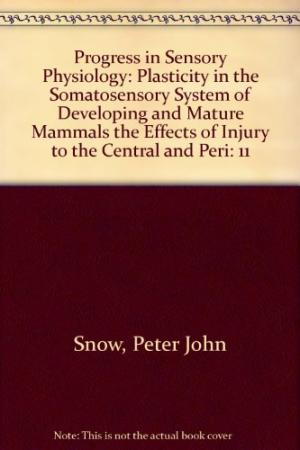 Progress in Sensory
Physiology: Plasticity in the
Somatosensory System of
Developing and Mature
Mammals the Effects of Injury
to the Central and Peri: 11
Snow, Peter John
Note: This is not the actual book cover